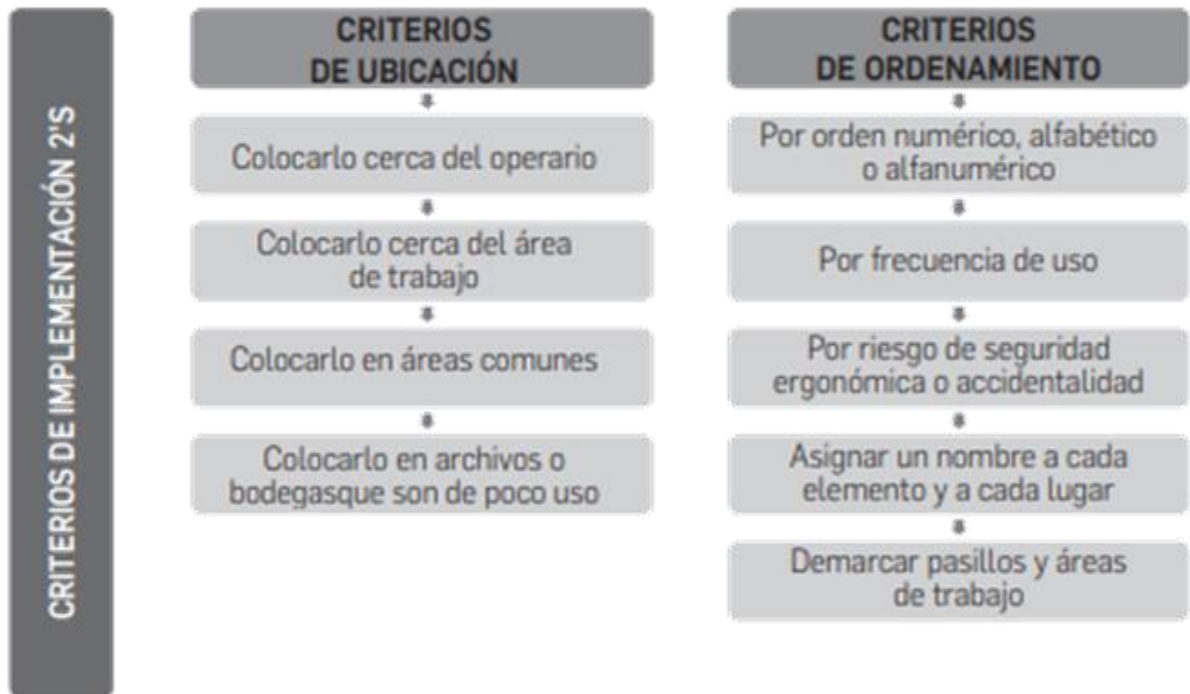 CRITERIOS DE IMPLEMENTACIÓN 2'S
CRITERIOS
DE UBICACIÓN
Colocarlo cerca del operario
Colocarlo cerca del área
de trabajo
Colocarlo en áreas comunes
Colocarlo en archivos o
bodegasque son de poco uso
CRITERIOS
DE ORDENAMIENTO
Por orden numérico, alfabético
o alfanumérico
Por frecuencia de uso
Por riesgo de seguridad
ergonómica o accidentalidad
Asignar un nombre a cada
elemento y a cada lugar
Demarcar pasillos y áreas
de trabajo